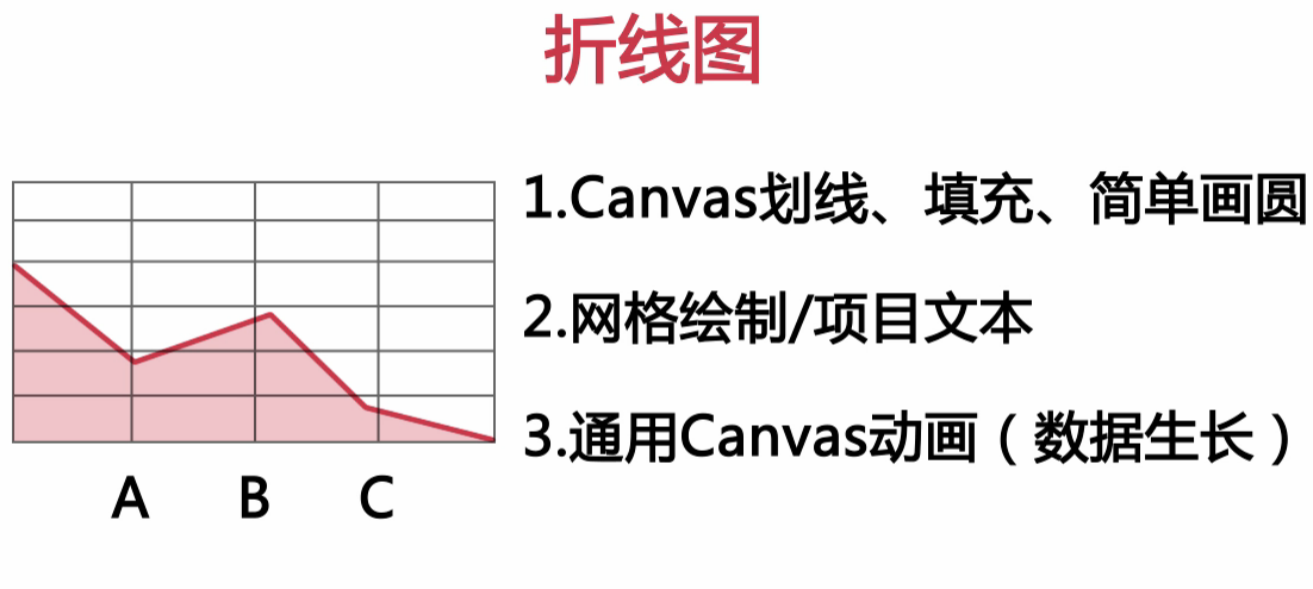 折线图
1.Canvas划线、填充、简单画圆
2.网格绘制/项目文本
3.通用Canvas动画（数据生长）
A
B
C